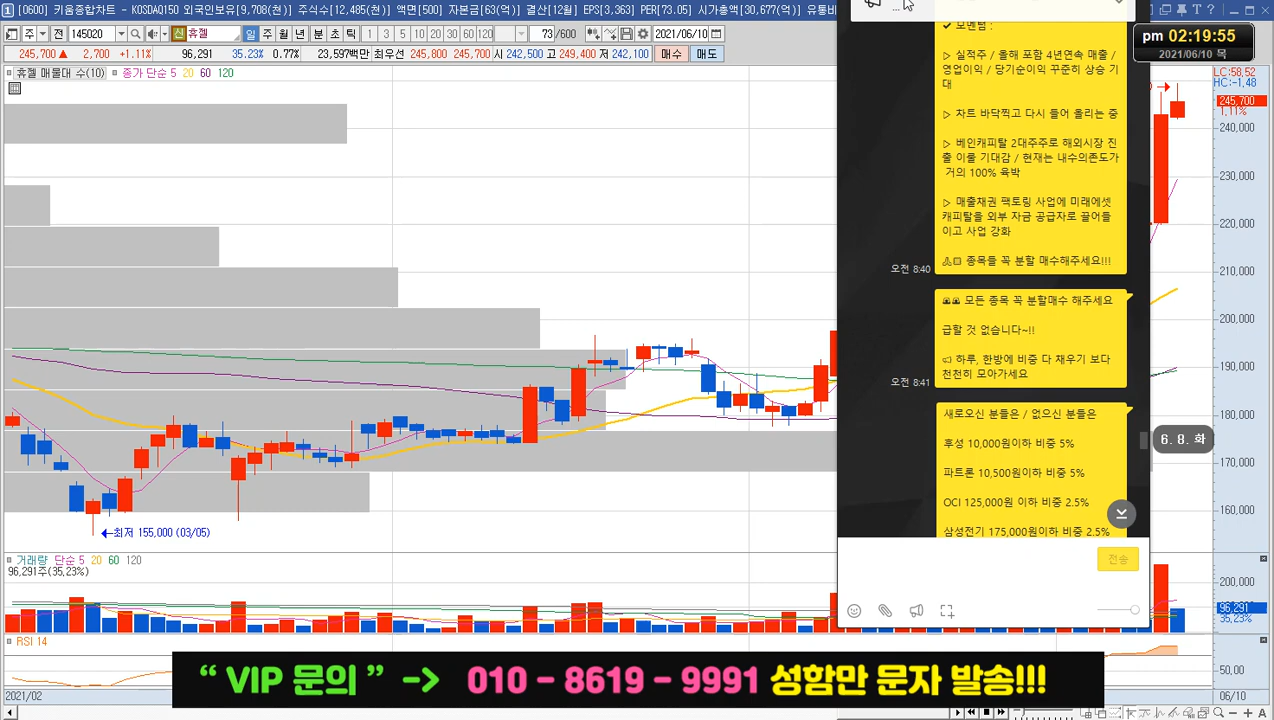 [0600] 키움종합차트 - KOSDAQ150 외국인보유[9,708(천)] 주식수[12,485(천)] 액면[500] 자본금[63(억)] 결산[12월] EPS[3,363] PER[73.05] 시가총액[30,677(억)] 유통비
주 전 145020 신 휴젤 일 주 월 년 분 초 틱 1 3 5 10 20 30 60 120 73 /600 2021/06/10
245,700 ▲ 2,700 +1.11% 96,291 35.23% 0.77% 23,597백만 최우선 245,800 245,700 시 242,500 고 249,400 저 242,100 매수 매도
휴젤 매물대 수(10) 종가 단순 5 20 60 120
pm 02:19:55
2021/06/10 목
LC:58,52
HC:-1,48
245,700
1,11%
240,000
230,000
220,000
210,000
200,000
190,000
180,000
170,000
160,000
✔ 모멘텀 :
▷ 실적주 / 올해 포함 4년연속 매출 /
영업이익 / 당기순이익 꾸준히 상승 기
대
▷ 차트 바닥찍고 다시 들어 올리는 중
▷ 베인캐피탈 2대주주로 해외시장 진
출 이룰 기대감 / 현재는 내수의존도가
거의 100% 육박
▷ 매출채권 팩토링 사업에 미래에셋
캐피탈을 외부 자금 공급자로 끌어들
이고 사업 강화
종목들 꼭 분할 매수해주세요!!!
오전 8:40
모든 종목 꼭 분할매수 해주세요
급할 것 없습니다~!!
하루, 한방에 비중 다 채우기 보다
천천히 모아가세요
오전 8:41
새로오신 분들은 / 없으신 분들은
후성 10,000원이하 비중 5%
파트론 10,500원이하 비중 5%
OCI 125,000원 이하 비중 2.5%
삼성전기 175,000원이하 비중 2.5%
6. 8. 화
전송
←최저 155,000 (03/05)
거래량 단순 5 20 60 120
96,291주(35,23%)
200,000
96,291
35,23%
RSI 14
50,00
2021/02
06/10
“ VIP 문의 ” -> 010 - 8619 - 9991 성함만 문자 발송!!!